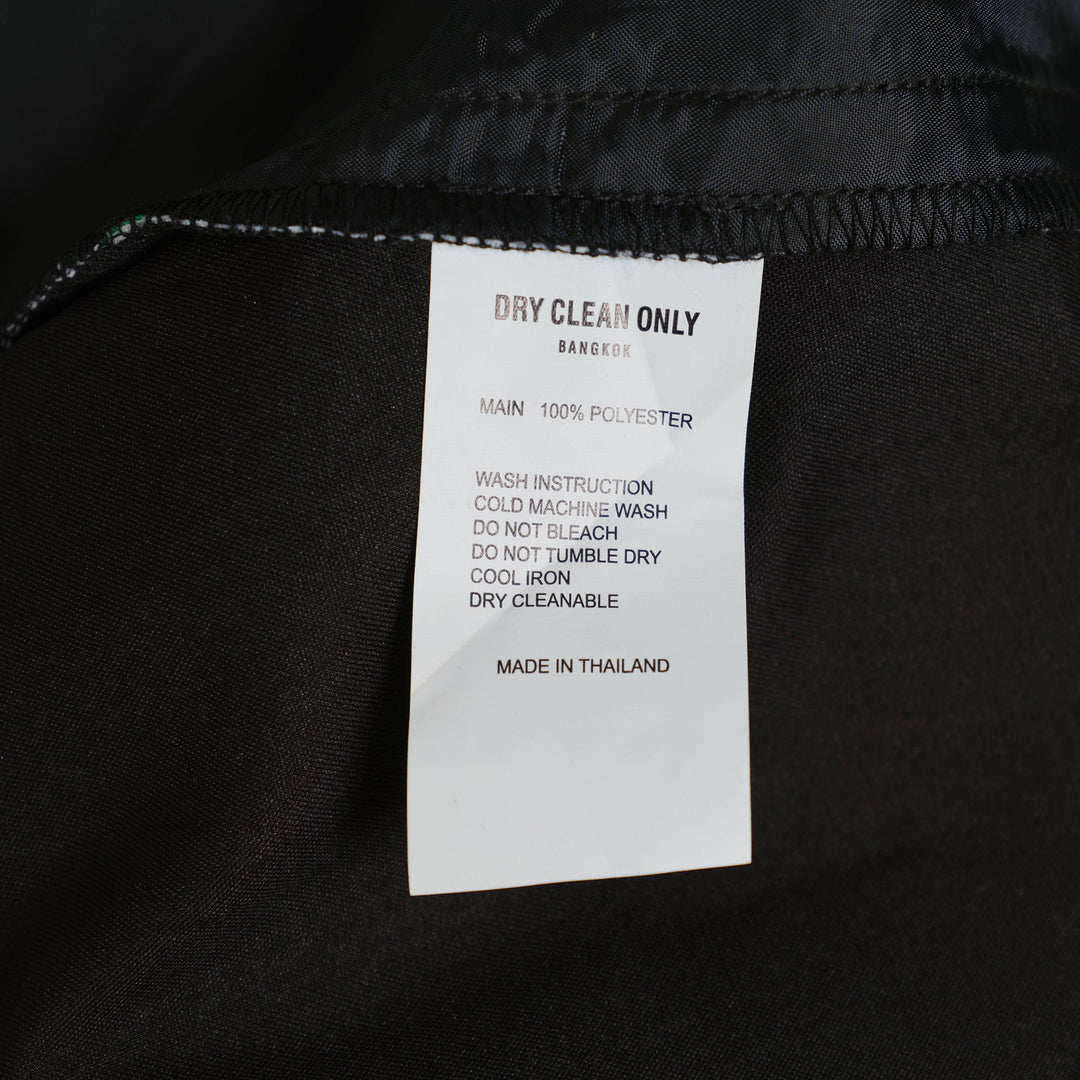 DRY CLEAN ONLY
BANGKOK
MAIN 100% POLYESTER
WASH INSTRUCTION
COLD MACHINE WASH
DO NOT BLEACH
DO NOT TUMBLE DRY
COOL IRON
DRY CLEANABLE
MADE IN THAILAND